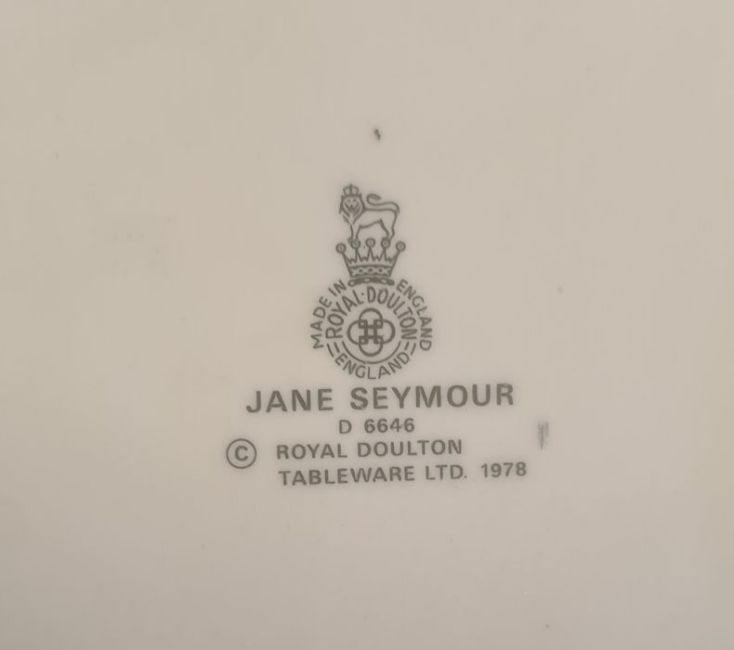 MADE IN ENGLAND
ROYAL·DOULTON
ENGLAND
JANE SEYMOUR
D 6646
© ROYAL DOULTON
TABLEWARE LTD. 1978